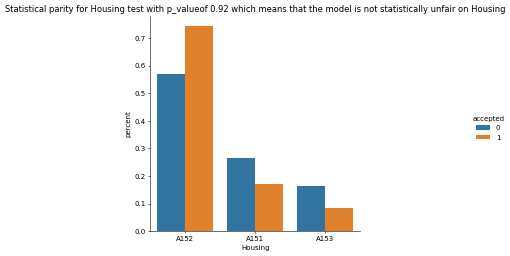 Statistical parity for Housing test with p_valueof 0.92 which means that the model is not statistically unfair on Housing
0.7
0.6
0.5
0.4
0.3
0.2
0.1
0.0
percent
A152 A151 A153
Housing
accepted
0
1